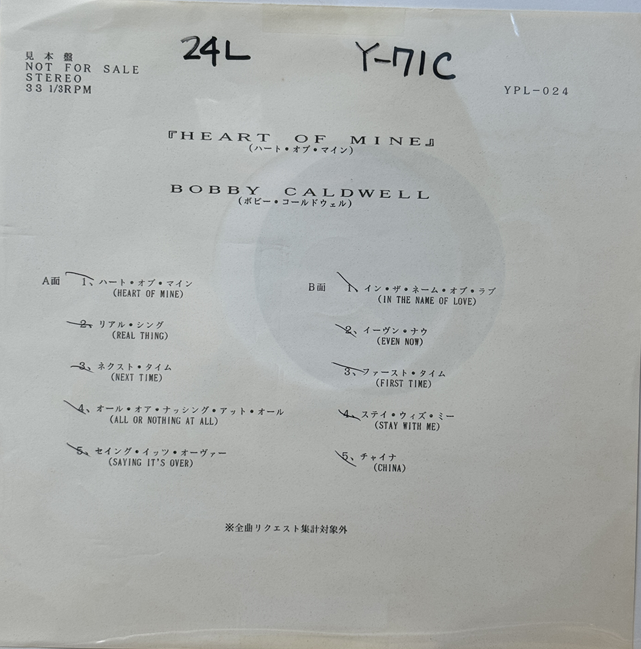 24L Y-71C
見本盤
NOT FOR SALE
STEREO
33 1/3RPM
YPL-024
『HEART OF MINE』
(ハート・オブ・マイン)
BOBBY CALDWELL
(ボビー・コールドウェル)
A面 1、ハート・オブ・マイン
(HEART OF MINE)
2、リアル・シング
(REAL THING)
3、ネクスト・タイム
(NEXT TIME)
4、オール・オア・ナッシング・アット・オール
(ALL OR NOTHING AT ALL)
5、セイング・イッツ・オーヴァー
(SAYING IT'S OVER)
B面 1、イン・ザ・ネーム・オブ・ラブ
(IN THE NAME OF LOVE)
2、イーヴン・ナウ
(EVEN NOW)
3、ファースト・タイム
(FIRST TIME)
4、ステイ・ウィズ・ミー
(STAY WITH ME)
5、チャイナ
(CHINA)
※全曲リクエスト集計対象外